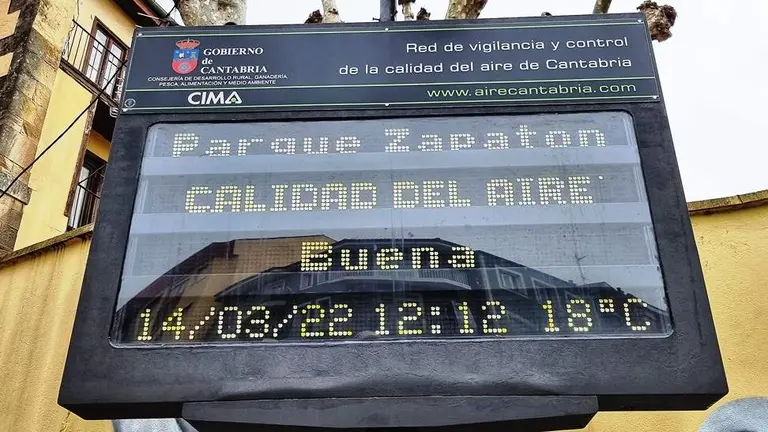 GOBIERNO
de
CANTABRIA
CONSEJERÍA DE DESARROLLO RURAL, GANADERÍA,
PESCA, ALIMENTACIÓN Y MEDIO AMBIENTE
CIMA
Red de vigilancia y control
de la calidad del aire de Cantabria
www.airecantabria.com
Parque Zapaton
CALIDAD DEL AIRE
Buena
14/03/22 12:12 18°C